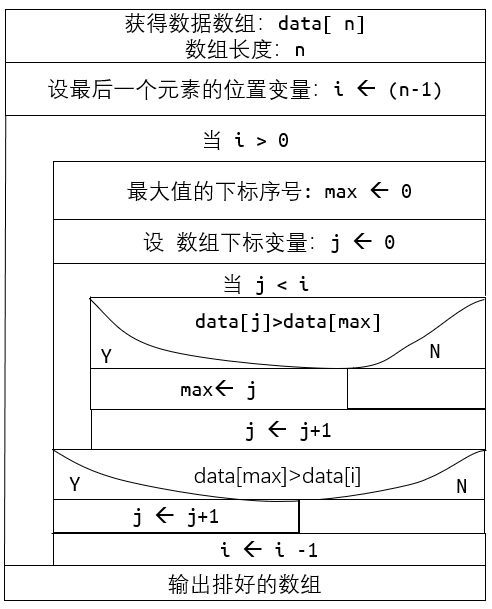 获得数据数组：data[ n]
数组长度：n
设最后一个元素的位置变量：i ← (n-1)
当 i > 0
最大值的下标序号: max ← 0
设 数组下标变量：j ← 0
当 j < i
data[j]>data[max]
Y N
max← j
j ← j+1
data[max]>data[i]
Y N
j ← j+1
i ← i -1
输出排好的数组